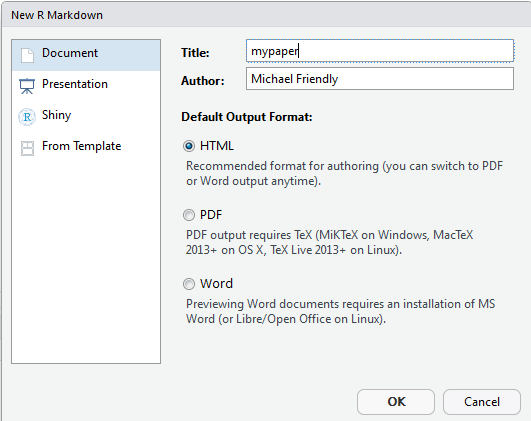 New R Markdown
Document
Presentation
R Shiny
From Template
Title: mypaper
Author: Michael Friendly
Default Output Format:
HTML
Recommended format for authoring (you can switch to PDF
or Word output anytime).
PDF
PDF output requires TeX (MiKTeX on Windows, MacTeX
2013+ on OS X, TeX Live 2013+ on Linux).
Word
Previewing Word documents requires an installation of MS
Word (or Libre/Open Office on Linux).
OK Cancel